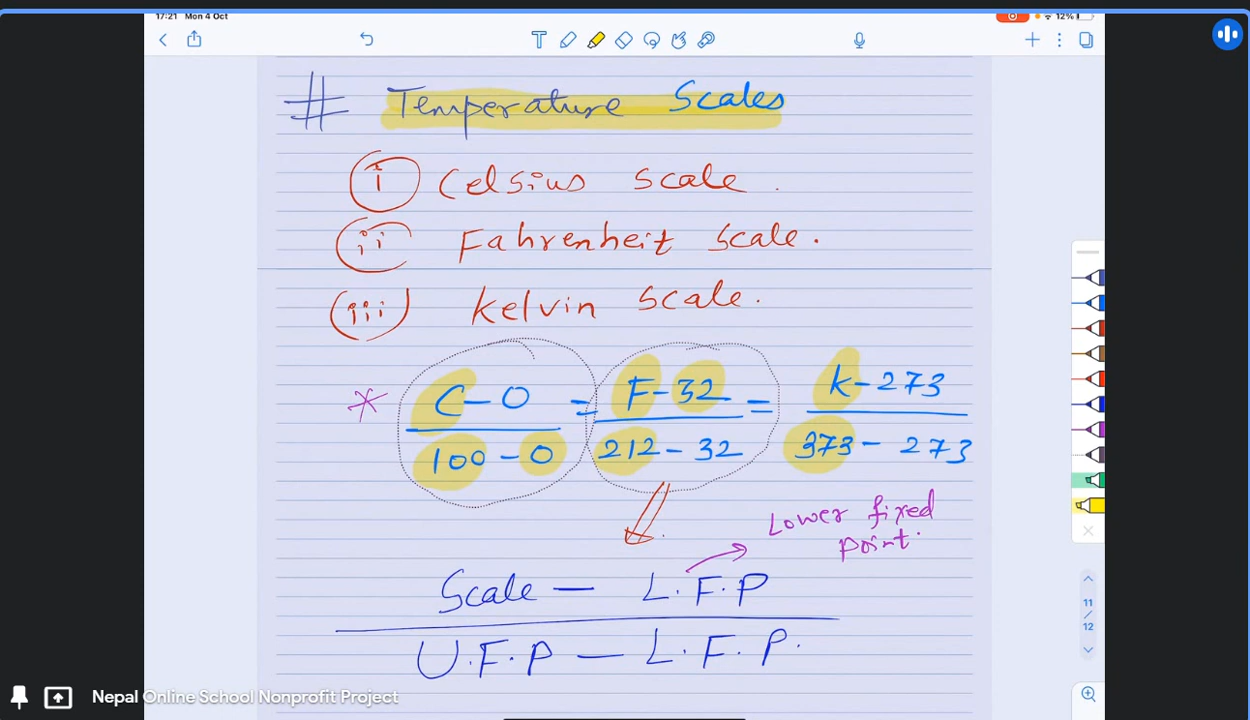 17:21 Mon 4 Oct
12%
# Temperature Scales
(i) Celsius scale.
(ii) Fahrenheit scale.
(iii) Kelvin scale.
* C-0 / 100-0 = F-32 / 212-32 = K-273 / 373-273
Lower fixed
point.
Scale - L.F.P
U.F.P - L.F.P.
11
/
12
Nepal Online School Nonprofit Project